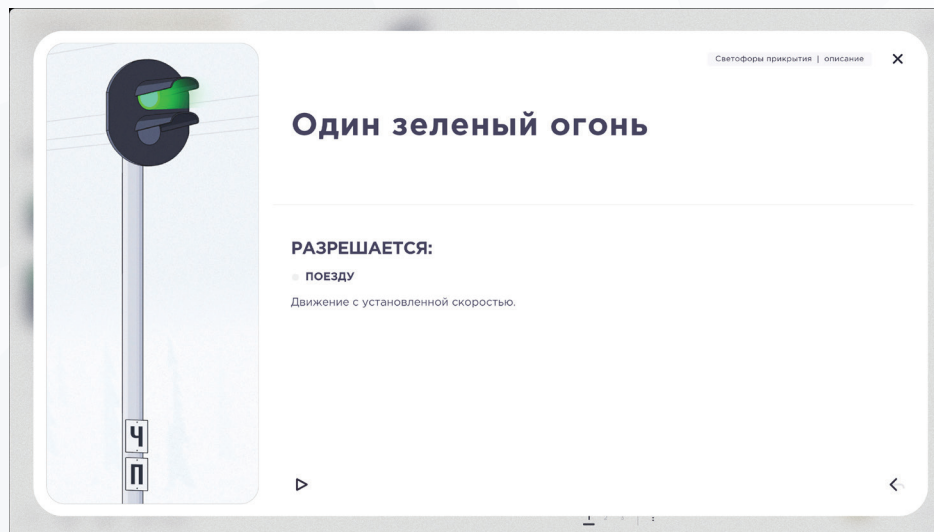 Светофоры прикрытия | описание
Один зеленый огонь
РАЗРЕШАЕТСЯ:
ПОЕЗДУ
Движение с установленной скоростью.
Ч
П